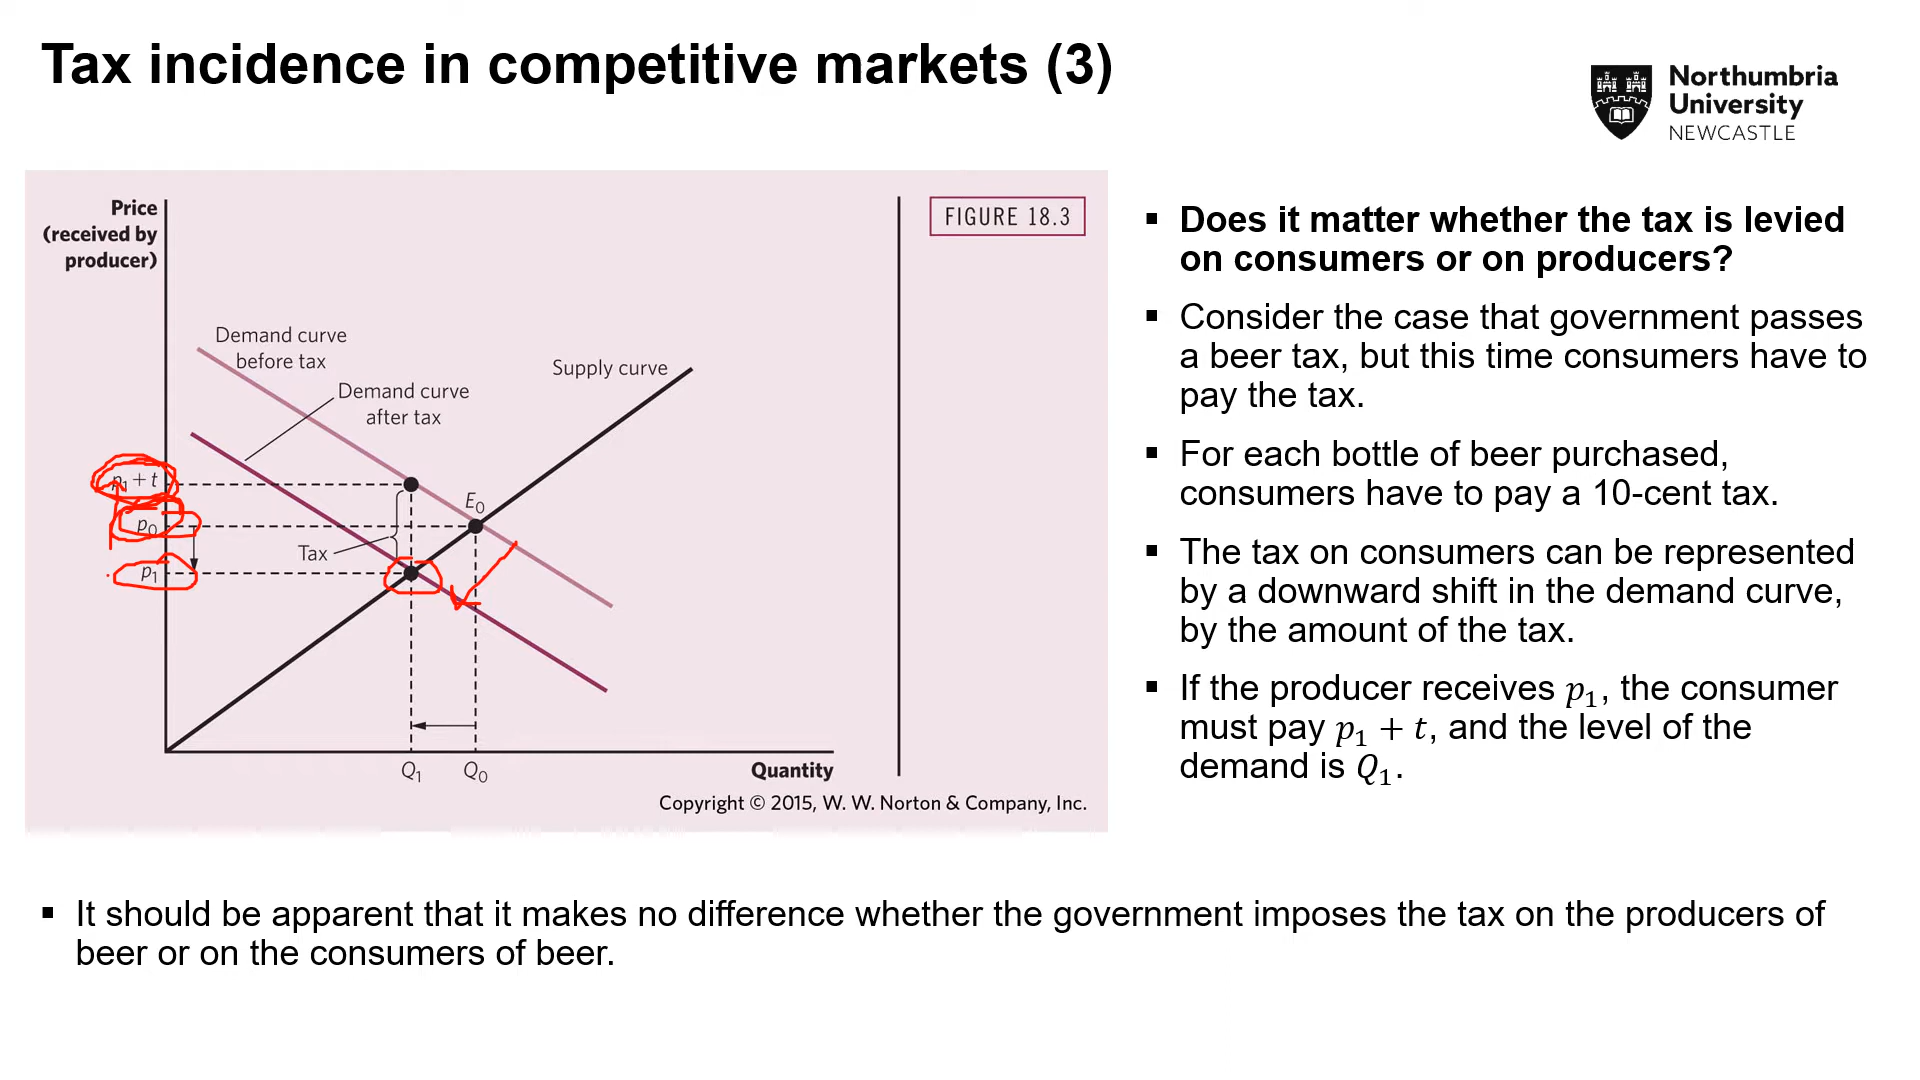 Tax incidence in competitive markets (3)
Northumbria
University
NEWCASTLE
Price
(received by
producer)
FIGURE 18.3
Demand curve
before tax
Demand curve
after tax
Supply curve
p₁ + t
E₀
p₀
Tax
p₁
Q₁ Q₀
Quantity
Copyright © 2015, W. W. Norton & Company, Inc.
▪ Does it matter whether the tax is levied
on consumers or on producers?
▪ Consider the case that government passes
a beer tax, but this time consumers have to
pay the tax.
▪ For each bottle of beer purchased,
consumers have to pay a 10-cent tax.
▪ The tax on consumers can be represented
by a downward shift in the demand curve,
by the amount of the tax.
▪ If the producer receives p₁, the consumer
must pay p₁ + t, and the level of the
demand is Q₁.
▪ It should be apparent that it makes no difference whether the government imposes the tax on the producers of
beer or on the consumers of beer.